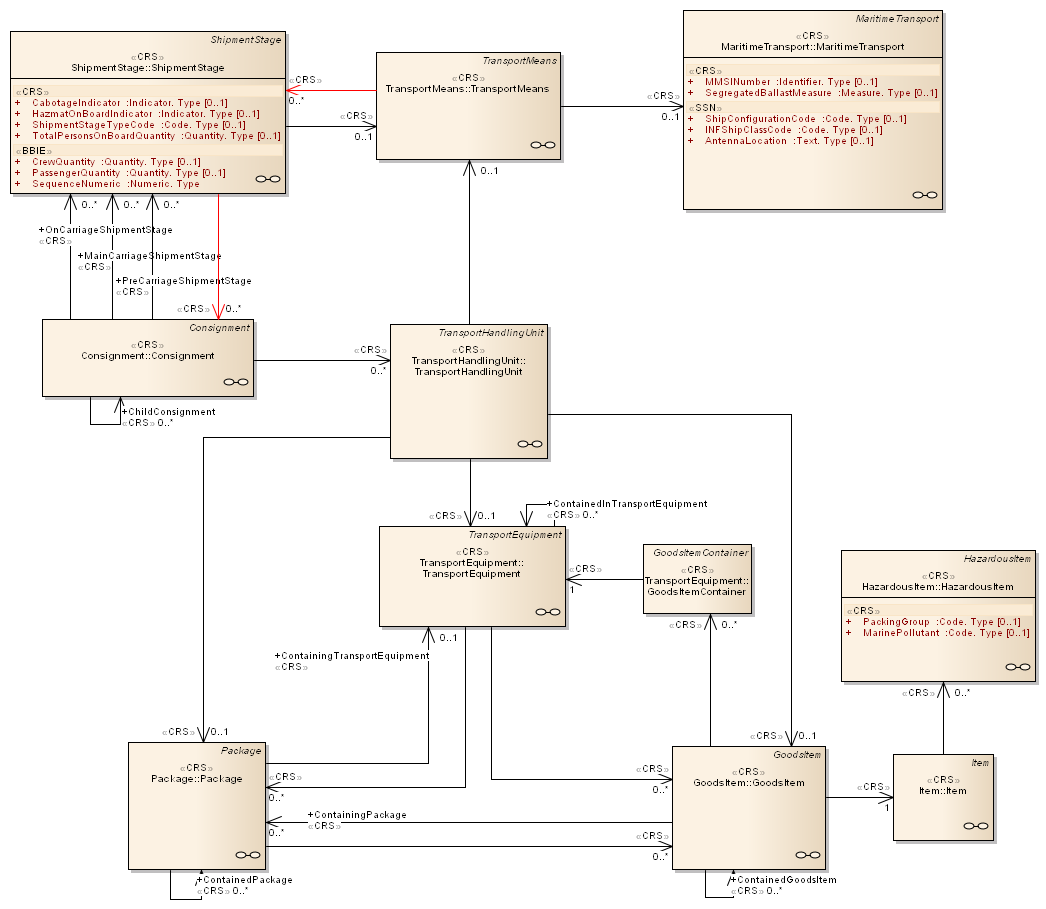 ShipmentStage
«CRS»
ShipmentStage::ShipmentStage
«CRS»
+ CabotageIndicator :Indicator. Type [0..1]
+ HazmatOnBoardIndicator :Indicator. Type [0..1]
+ ShipmentStageTypeCode :Code. Type [0..1]
+ TotalPersonsOnBoardQuantity :Quantity. Type [0..1]
«BBIE»
+ CrewQuantity :Quantity. Type [0..1]
+ PassengerQuantity :Quantity. Type [0..1]
+ SequenceNumeric :Numeric. Type
«CRS»
0..*
«CRS»
0..1
TransportMeans
«CRS»
TransportMeans::TransportMeans
«CRS»
0..1
MaritimeTransport
«CRS»
MaritimeTransport::MaritimeTransport
«CRS»
+ MMSINumber :Identifier. Type [0..1]
+ SegregatedBallastMeasure :Measure. Type [0..1]
«SSN»
+ ShipConfigurationCode :Code. Type [0..1]
+ INFShipClassCode :Code. Type [0..1]
+ AntennaLocation :Text. Type [0..1]
0..1
0..* 0..* 0..*
+OnCarriageShipmentStage
«CRS»
+MainCarriageShipmentStage
«CRS»
+PreCarriageShipmentStage
«CRS»
«CRS» 0..*
Consignment
«CRS»
Consignment::Consignment
«CRS»
0..*
+ChildConsignment
«CRS» 0..*
TransportHandlingUnit
«CRS»
TransportHandlingUnit::
TransportHandlingUnit
«CRS» 0..1
+ContainedInTransportEquipment
«CRS» 0..*
TransportEquipment
«CRS»
TransportEquipment::
TransportEquipment
«CRS»
1
GoodsItemContainer
«CRS»
TransportEquipment::
GoodsItemContainer
«CRS» 0..*
HazardousItem
«CRS»
HazardousItem::HazardousItem
«CRS»
+ PackingGroup :Code. Type [0..1]
+ MarinePollutant :Code. Type [0..1]
«CRS» 0..*
0..1
+ContainingTransportEquipment
«CRS»
«CRS» 0..1
Package
«CRS»
Package::Package
«CRS»
0..*
+ContainingPackage
0..* «CRS»
«CRS»
0..*
«CRS»
0..*
«CRS» 0..1
GoodsItem
«CRS»
GoodsItem::GoodsItem
«CRS»
1
Item
«CRS»
Item::Item
+ContainedPackage
«CRS» 0..*
+ContainedGoodsItem
«CRS» 0..*